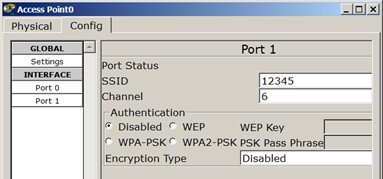 Access Point0
Physical Config
GLOBAL
Settings
INTERFACE
Port 0
Port 1
Port 1
Port Status
SSID 12345
Channel 6
Authentication
Disabled WEP WEP Key
WPA-PSK WPA2-PSK PSK Pass Phrase
Encryption Type Disabled